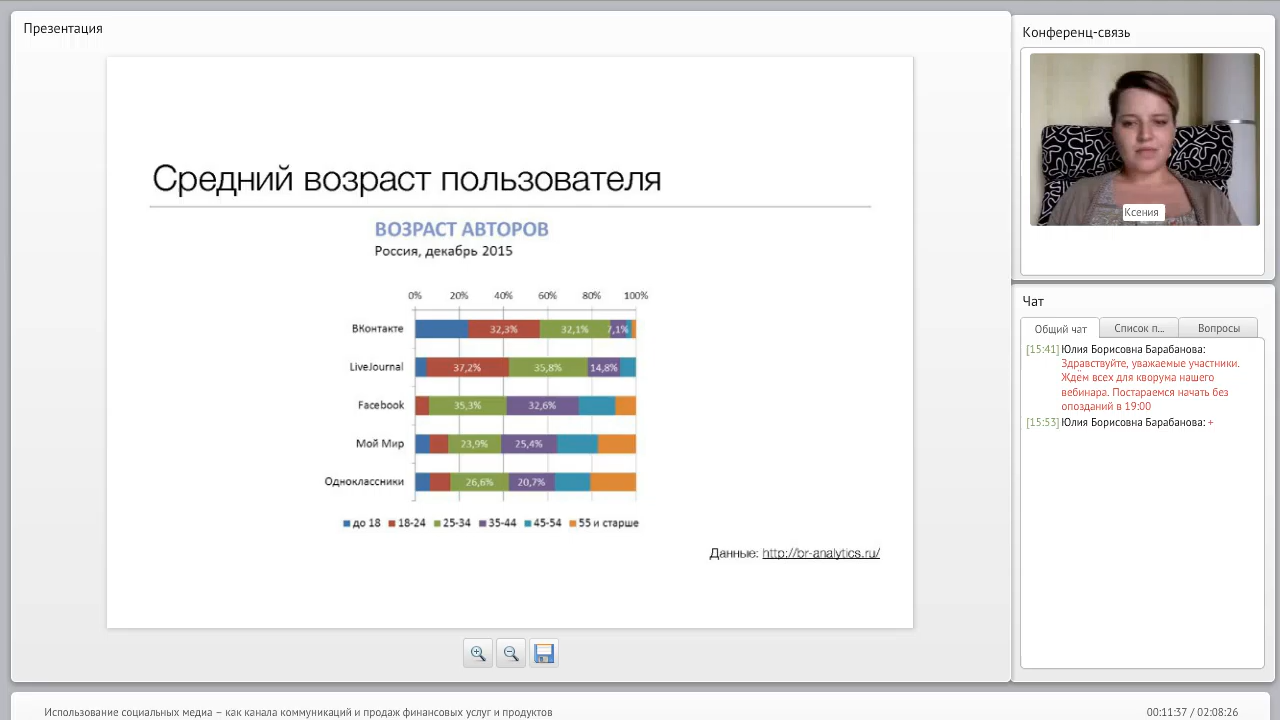 Презентация
Средний возраст пользователя
ВОЗРАСТ АВТОРОВ
Россия, декабрь 2015
0% 20% 40% 60% 80% 100%
ВКонтакте 32,3% 32,1% 7,1%
LiveJournal 37,2% 35,8% 14,8%
Facebook 35,3% 32,6%
Мой Мир 23,9% 25,4%
Одноклассники 26,6% 20,7%
до 18 18-24 25-34 35-44 45-54 55 и старше
Данные: http://br-analytics.ru/
Конференц-связь
Ксения
Чат
Общий чат Список п... Вопросы
[15:41] Юлия Борисовна Барабанова:
Здравствуйте, уважаемые участники.
Ждём всех для кворума нашего
вебинара. Постараемся начать без
опозданий в 19:00
[15:53] Юлия Борисовна Барабанова: +
Использование социальных медиа – как канала коммуникаций и продаж финансовых услуг и продуктов
00:11:37 / 02:08:26